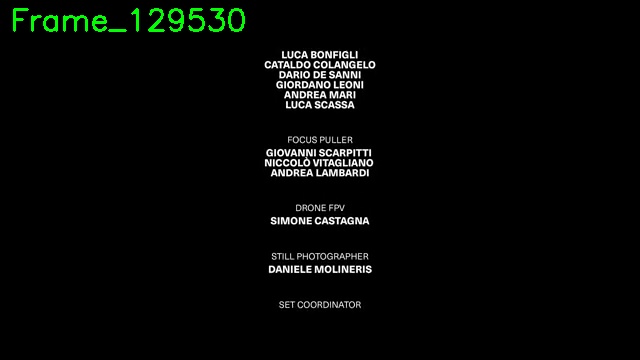 Frame_129530
LUCA BONFIGLI
CATALDO COLANGELO
DARIO DE SANNI
GIORDANO LEONI
ANDREA MARI
LUCA SCASSA
FOCUS PULLER
GIOVANNI SCARPITTI
NICCOLÒ VITAGLIANO
ANDREA LAMBARDI
DRONE FPV
SIMONE CASTAGNA
STILL PHOTOGRAPHER
DANIELE MOLINERIS
SET COORDINATOR